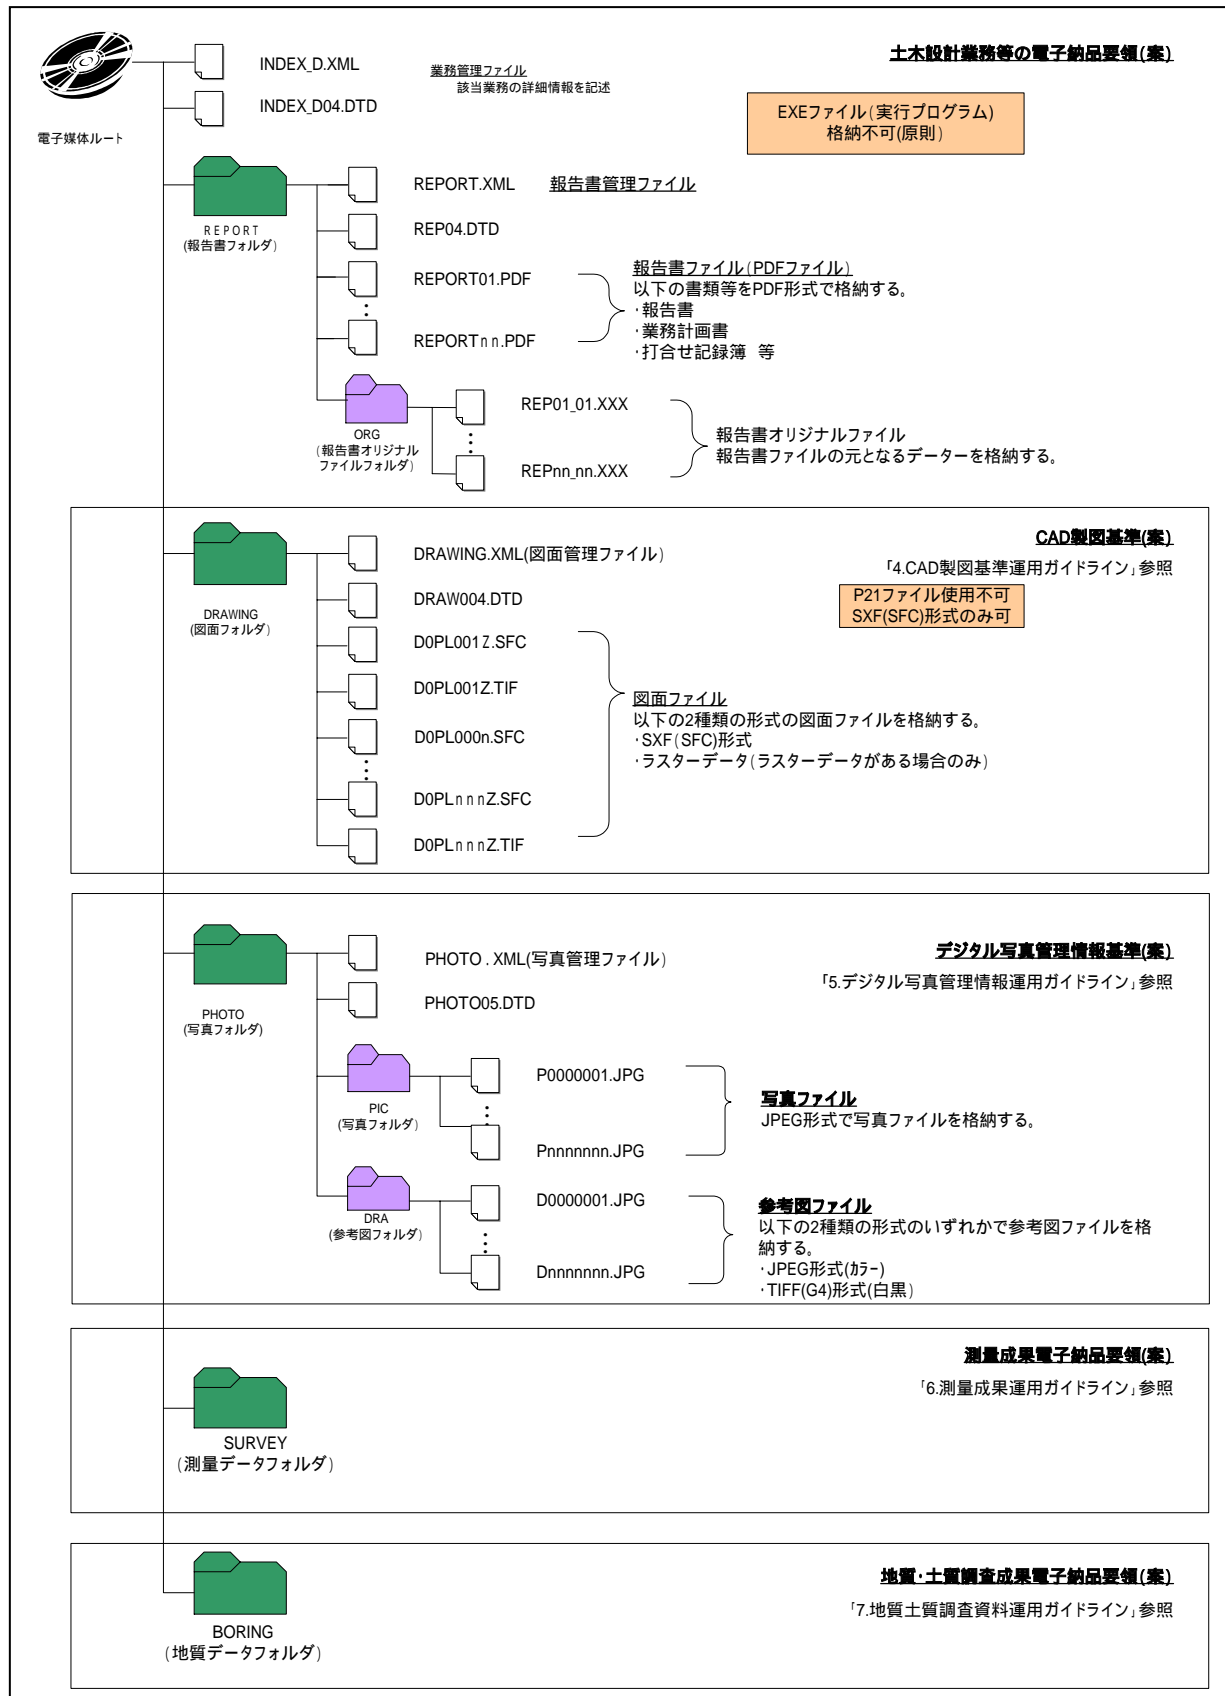 土木設計業務等の電子納品要領(案)
INDEX_D.XML
業務管理ファイル
該当業務の詳細情報を記述
INDEX_D04.DTD
EXEファイル(実行プログラム)
格納不可(原則)
電子媒体ルート
REPORT
(報告書フォルダ)
REPORT.XML 報告書管理ファイル
REP04.DTD
REPORT01.PDF
REPORTnn.PDF
報告書ファイル(PDFファイル)
以下の書類等をPDF形式で格納する。
・報告書
・業務計画書
・打合せ記録簿 等
ORG
(報告書オリジナル
ファイルフォルダ)
REP01_01.XXX
REPnn_nn.XXX
報告書オリジナルファイル
報告書ファイルの元となるデーターを格納する。
CAD製図基準(案)
「4.CAD製図基準運用ガイドライン」参照
P21ファイル使用不可
SXF(SFC)形式のみ可
DRAWING
(図面フォルダ)
DRAWING.XML(図面管理ファイル)
DRAW004.DTD
D0PL001Z.SFC
D0PL001Z.TIF
D0PL000n.SFC
D0PLnnnZ.SFC
D0PLnnnZ.TIF
図面ファイル
以下の2種類の形式の図面ファイルを格納する。
・SXF(SFC)形式
・ラスターデータ(ラスターデータがある場合のみ)
デジタル写真管理情報基準(案)
「5.デジタル写真管理情報運用ガイドライン」参照
PHOTO
(写真フォルダ)
PHOTO.XML(写真管理ファイル)
PHOTO05.DTD
PIC
(写真フォルダ)
P0000001.JPG
Pnnnnnnn.JPG
写真ファイル
JPEG形式で写真ファイルを格納する。
DRA
(参考図フォルダ)
D0000001.JPG
Dnnnnnnn.JPG
参考図ファイル
以下の2種類の形式のいずれかで参考図ファイルを格
納する。
・JPEG形式(ｶﾗｰ)
・TIFF(G4)形式(白黒)
測量成果電子納品要領(案)
「6.測量成果運用ガイドライン」参照
SURVEY
(測量データフォルダ)
地質・土質調査成果電子納品要領(案)
「7.地質土質調査資料運用ガイドライン」参照
BORING
(地質データフォルダ)